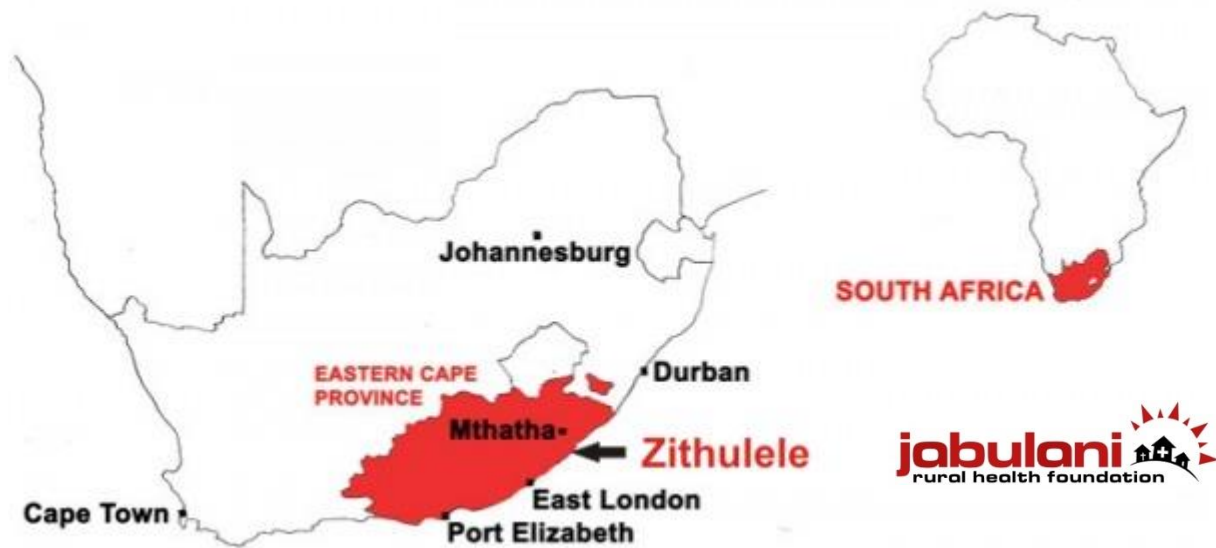 Johannesburg
SOUTH AFRICA
EASTERN CAPE
PROVINCE
Durban
Mthatha
Zithulele
East London
Cape Town
Port Elizabeth
jabulani
rural health foundation